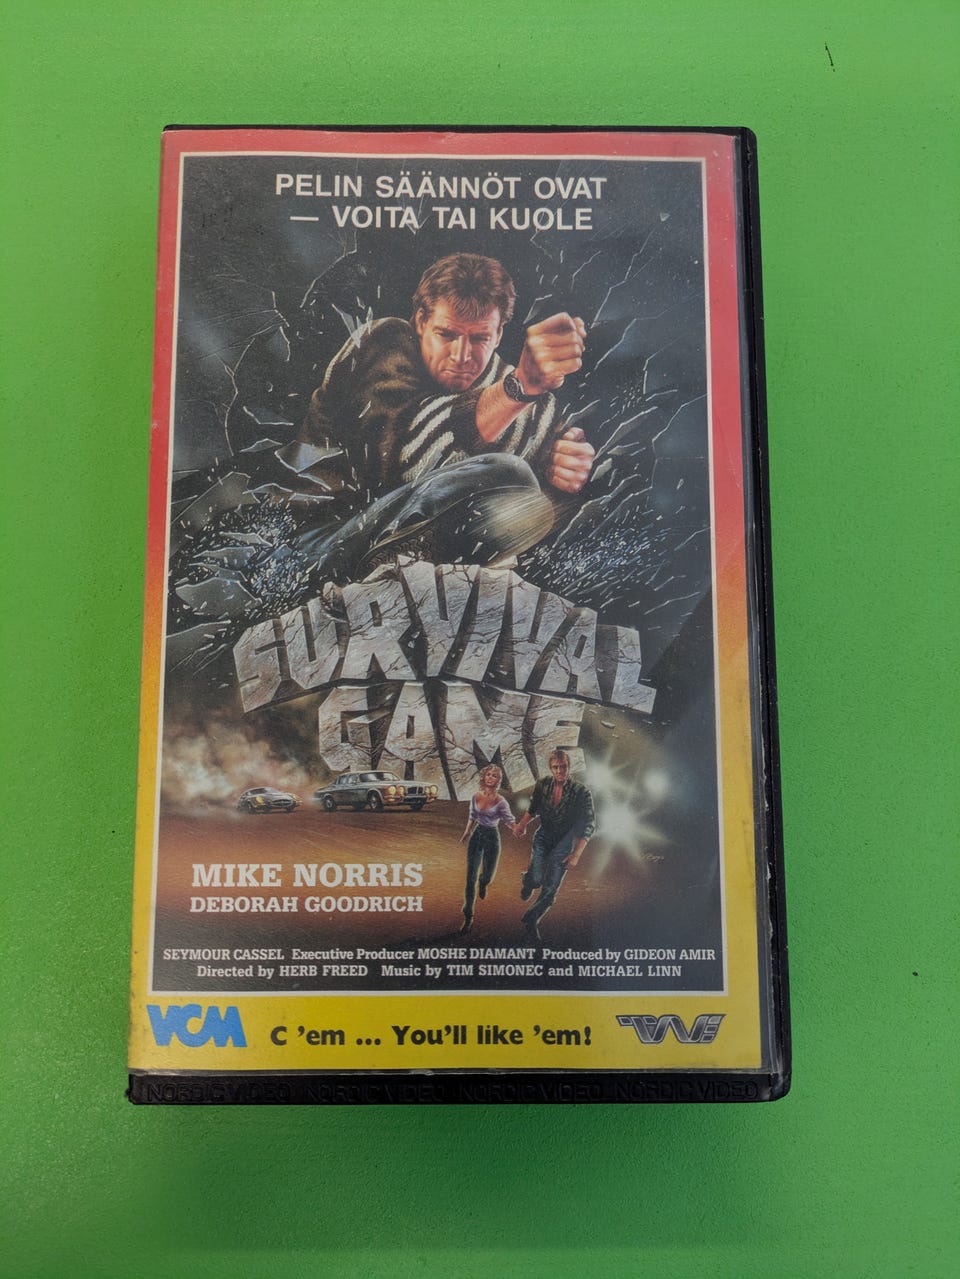 PELIN SÄÄNNÖT OVAT
— VOITA TAI KUOLE
SURVIVAL
GAME
MIKE NORRIS
DEBORAH GOODRICH
SEYMOUR CASSEL Executive Producer MOSHE DIAMANT Produced by GIDEON AMIR
Directed by HERB FREED Music by TIM SIMONEC and MICHAEL LINN
VCM C 'em ... You'll like 'em! TWE
NORDIC VIDEO NORDIC VIDEO NORDIC VIDEO NORDIC VIDEO